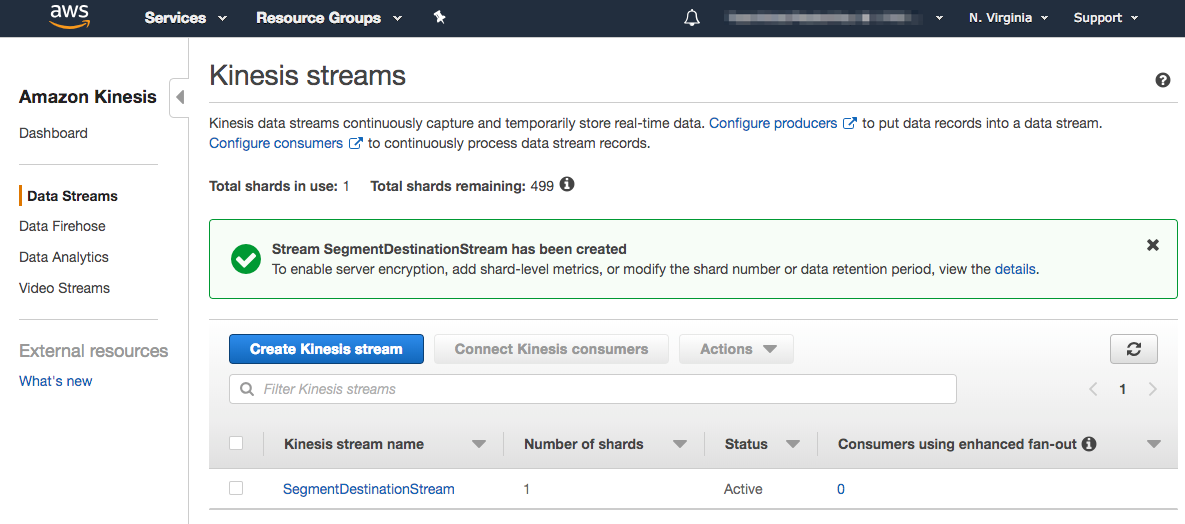 aws
Services
Resource Groups
N. Virginia
Support
Amazon Kinesis
Dashboard
Data Streams
Data Firehose
Data Analytics
Video Streams
External resources
What's new
Kinesis streams
Kinesis data streams continuously capture and temporarily store real-time data. Configure producers to put data records into a data stream.
Configure consumers to continuously process data stream records.
Total shards in use: 1 Total shards remaining: 499
Stream SegmentDestinationStream has been created
To enable server encryption, add shard-level metrics, or modify the shard number or data retention period, view the details.
Create Kinesis stream
Connect Kinesis consumers
Actions
Filter Kinesis streams
1
Kinesis stream name Number of shards Status Consumers using enhanced fan-out
SegmentDestinationStream 1 Active 0